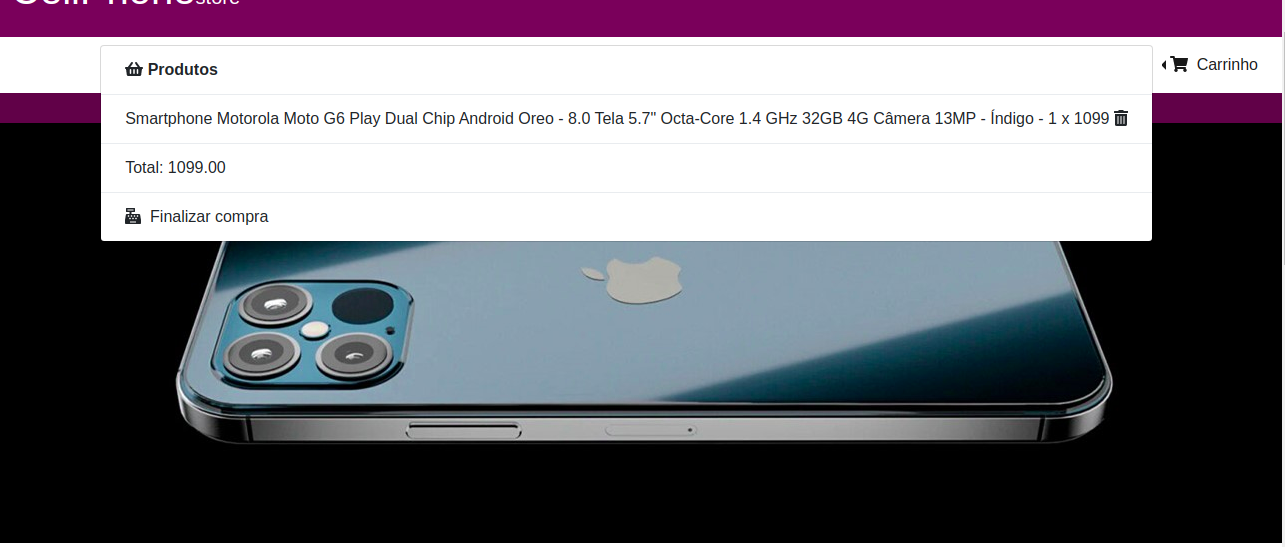 store
Carrinho
Produtos
Smartphone Motorola Moto G6 Play Dual Chip Android Oreo - 8.0 Tela 5.7" Octa-Core 1.4 GHz 32GB 4G Câmera 13MP - Índigo - 1 x 1099
Total: 1099.00
Finalizar compra